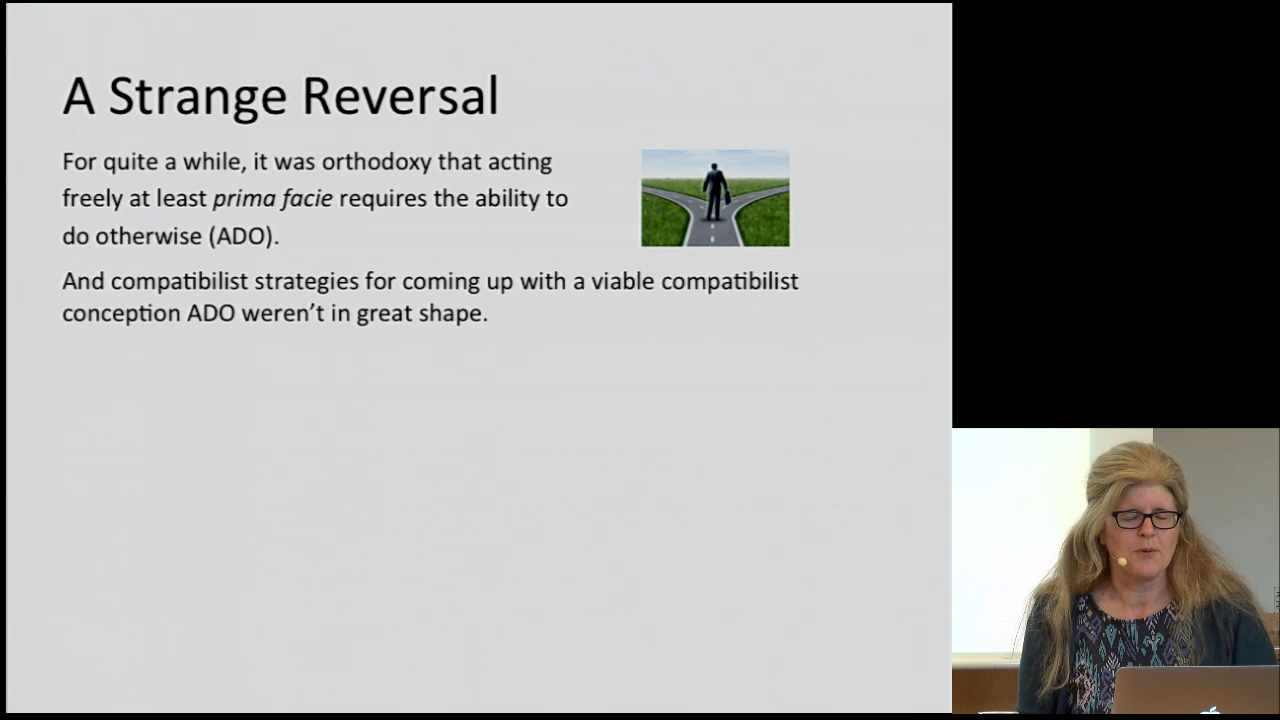 A Strange Reversal
For quite a while, it was orthodoxy that acting
freely at least prima facie requires the ability to
do otherwise (ADO).
And compatibilist strategies for coming up with a viable compatibilist
conception ADO weren’t in great shape.